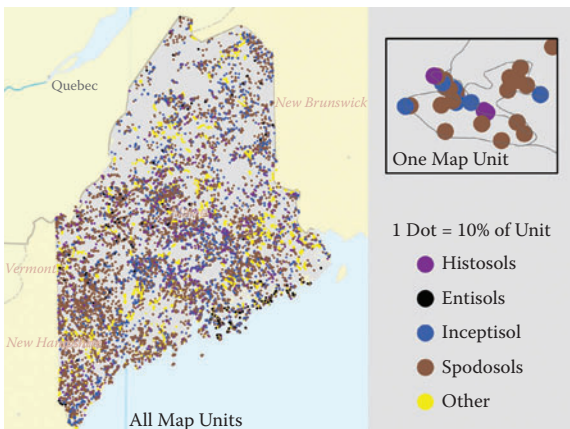 Quebec
New Brunswick
Vermont
New Hampshire
All Map Units
One Map Unit
1 Dot = 10% of Unit
Histosols
Entisols
Inceptisol
Spodosols
Other